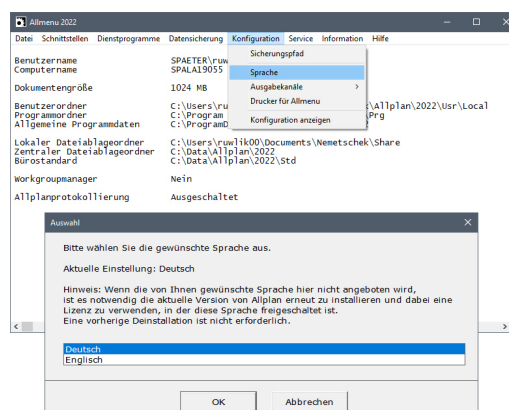 Allmenu 2022
Datei Schnittstellen Dienstprogramme Datensicherung Konfiguration Service Information Hilfe
Sicherungspfad
Sprache
Ausgabekanäle
Drucker für Allmenu
Konfiguration anzeigen
Benutzername SPAETER\ruw
Computername SPALA19055
Dokumentengröße 1024 MB
Benutzerordner C:\Users\ru k\Allplan\2022\Usr\Local
Programmordner C:\Program \Prg
Allgemeine Programmdaten C:\ProgramD
Lokaler Dateiablageordner C:\Users\ruwlik00\Documents\Nemetschek\Share
Zentraler Dateiablageordner C:\Data\Allplan\2022
Bürostandard C:\Data\Allplan\2022\Std
Workgroupmanager Nein
Allplanprotokollierung Ausgeschaltet
Auswahl
Bitte wählen Sie die gewünschte Sprache aus.
Aktuelle Einstellung: Deutsch
Hinweis: Wenn die von Ihnen gewünschte Sprache hier nicht angeboten wird,
ist es notwendig die aktuelle Version von Allplan erneut zu installieren und dabei eine
Lizenz zu verwenden, in der diese Sprache freigeschaltet ist.
Eine vorherige Deinstallation ist nicht erforderlich.
Deutsch
Englisch
OK Abbrechen